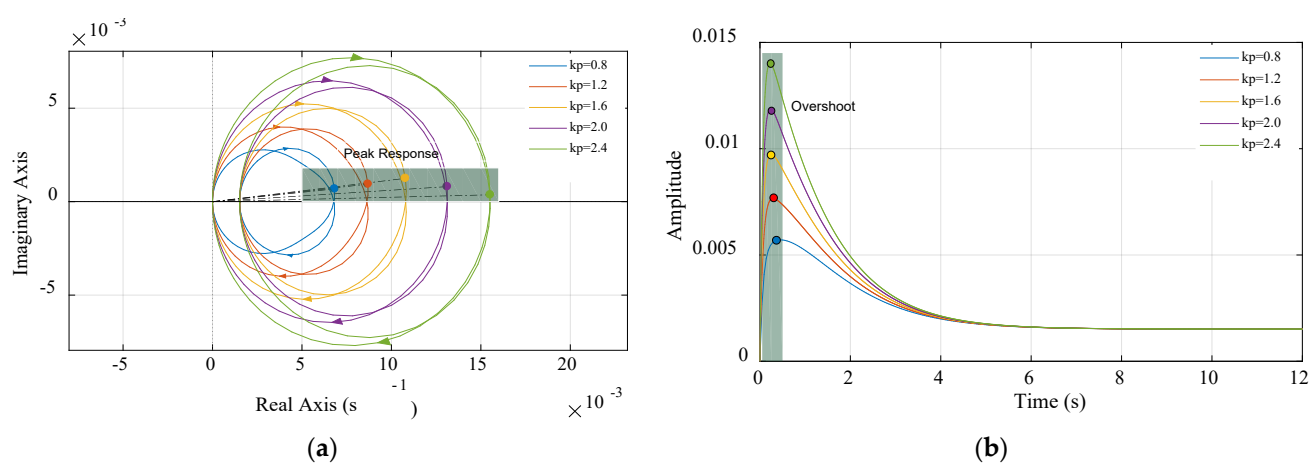 × 10 ⁻³
kp=0.8
kp=1.2
kp=1.6
kp=2.0
kp=2.4
5
0
-5
Peak Response
Imaginary Axis
-5 0 5 10 15 20
Real Axis (s ⁻¹ )
× 10 ⁻³
(a)
0.015
0.01
0.005
0
Amplitude
kp=0.8
kp=1.2
kp=1.6
kp=2.0
kp=2.4
Overshoot
0 2 4 6 8 10 12
Time (s)
(b)